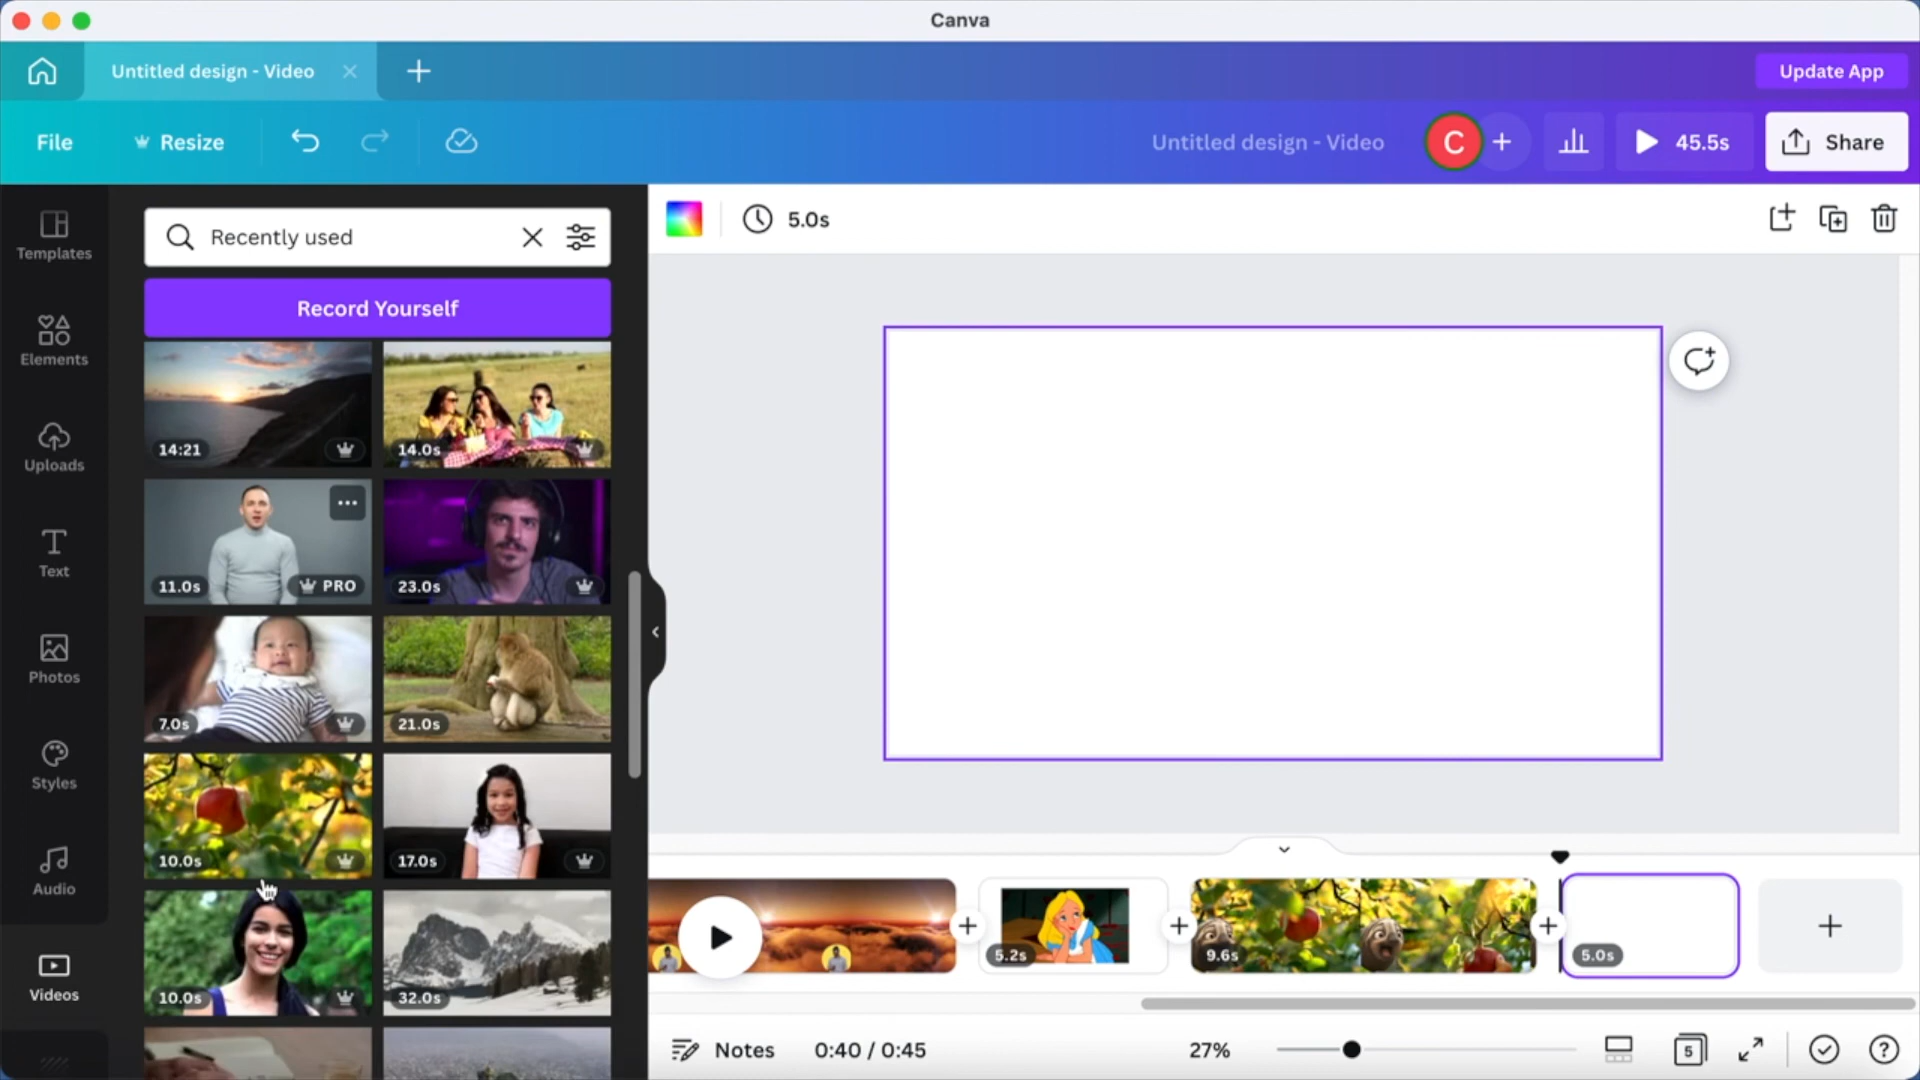 Canva
Untitled design - Video
Update App
File
Resize
Untitled design - Video
C
45.5s
Share
Templates
Elements
Uploads
Text
Photos
Styles
Audio
Videos
Recently used
Record Yourself
14:21
14.0s
11.0s
PRO
23.0s
7.0s
21.0s
10.0s
17.0s
10.0s
32.0s
5.0s
5.2s
9.6s
5.0s
Notes
0:40 / 0:45
27%
5